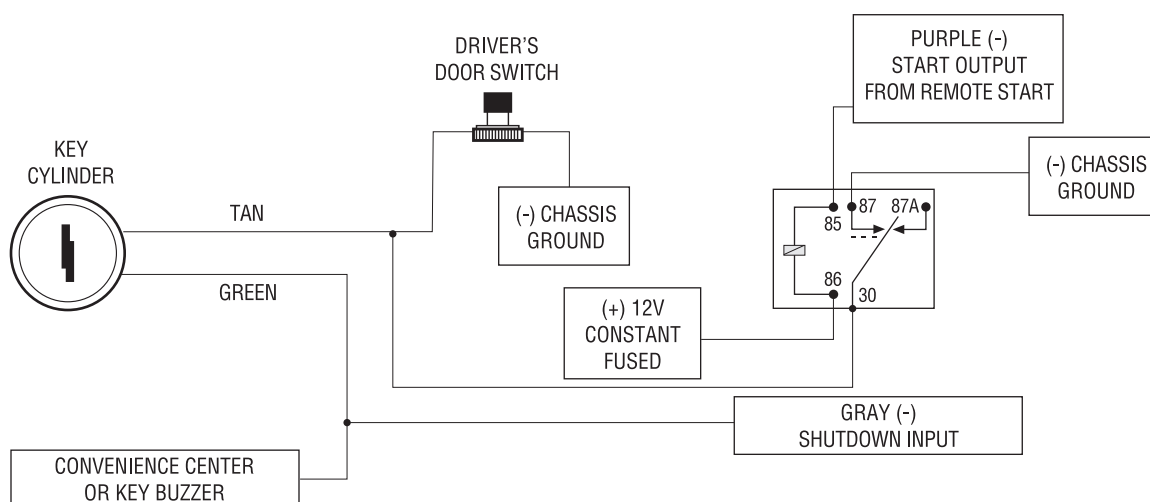 DRIVER'S
DOOR SWITCH
PURPLE (-)
START OUTPUT
FROM REMOTE START
KEY
CYLINDER
(-) CHASSIS
GROUND
TAN
(-) CHASSIS
GROUND
87 87A
85
GREEN
86
30
(+) 12V
CONSTANT
FUSED
GRAY (-)
SHUTDOWN INPUT
CONVENIENCE CENTER
OR KEY BUZZER